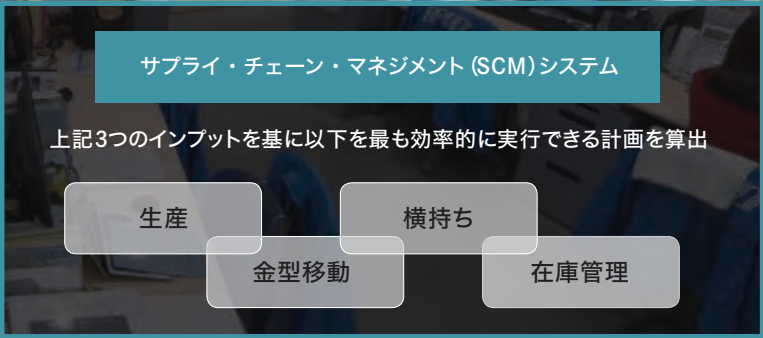 サプライ・チェーン・マネジメント(SCM)システム
上記3つのインプットを基に以下を最も効率的に実行できる計画を算出
生産
横持ち
金型移動
在庫管理